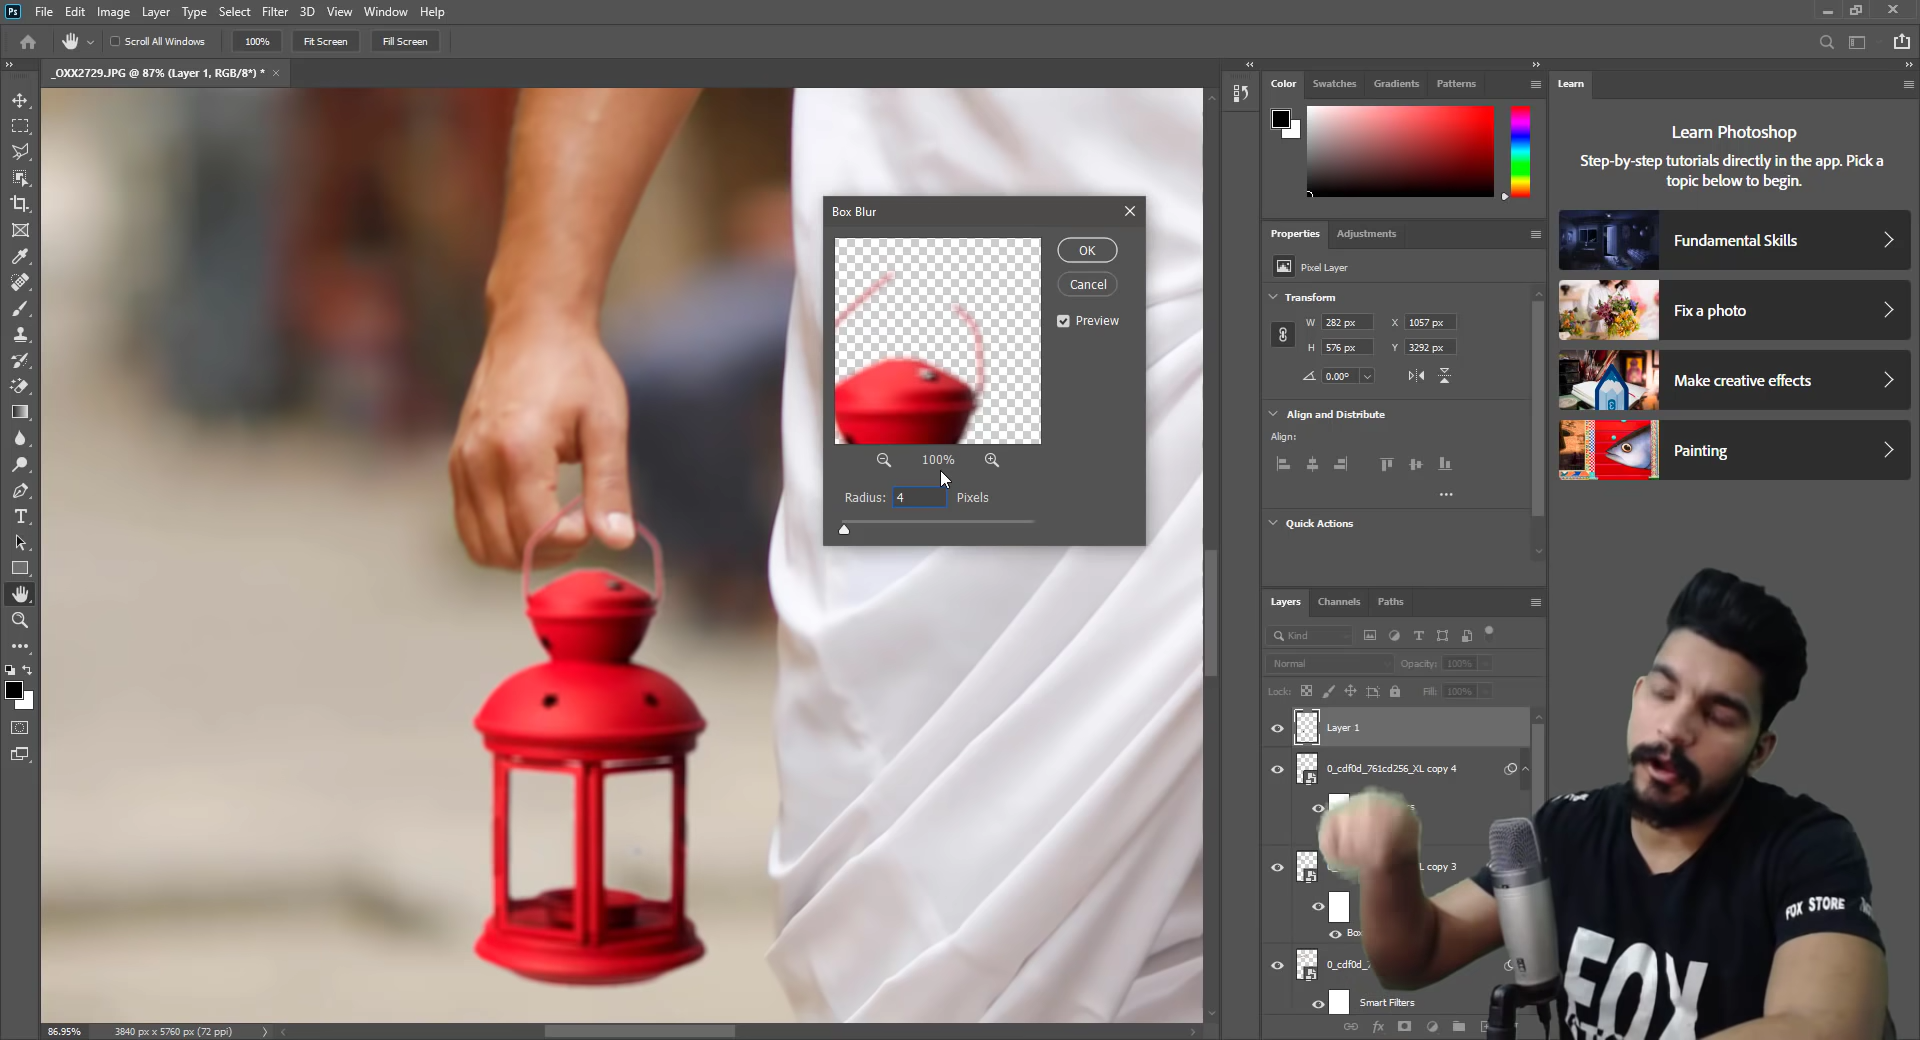 Ps File Edit Image Layer Type Select Filter 3D View Window Help
Scroll All Windows 100% Fit Screen Fill Screen
_OXX2729.JPG @ 87% (Layer 1, RGB/8*) *
Box Blur
OK
Cancel
Preview
100%
Radius: 4 Pixels
86.95% 3840 px x 5760 px (72 ppi)
Color Swatches Gradients Patterns
Properties Adjustments
Pixel Layer
Transform
W 282 px X 1057 px
H 576 px Y 3292 px
0.00°
Align and Distribute
Align:
Quick Actions
Layers Channels Paths
Kind
Normal Opacity: 100%
Lock: Fill: 100%
Layer 1
0_cdf0d_761cd256_XL copy 4
L copy 3
Box
0_cdf0d_7
Smart Filters
Learn
Learn Photoshop
Step-by-step tutorials directly in the app. Pick a
topic below to begin.
Fundamental Skills
Fix a photo
Make creative effects
Painting
FOX STORE
FOX